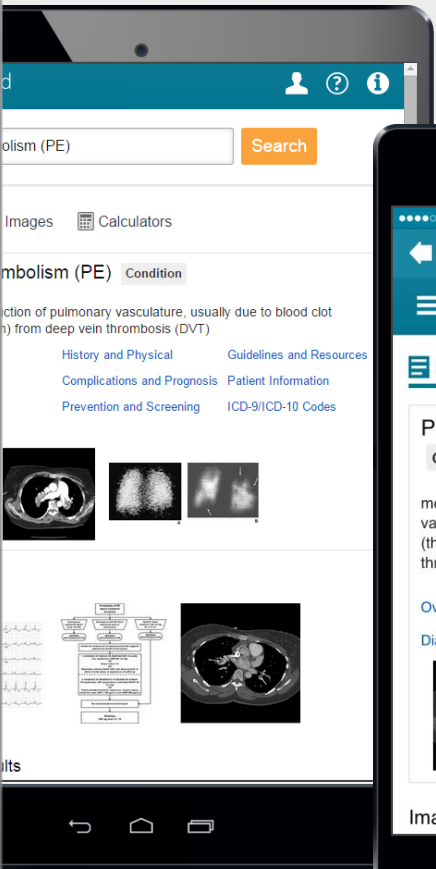 d
olism (PE)
Search
Images
Calculators
mbolism (PE)
Condition
ction of pulmonary vasculature, usually due to blood clot
) from deep vein thrombosis (DVT)
History and Physical
Guidelines and Resources
Complications and Prognosis
Patient Information
Prevention and Screening
ICD-9/ICD-10 Codes
A
B
ults
P
me
va
(th
thr
Ov
Dia
Ima